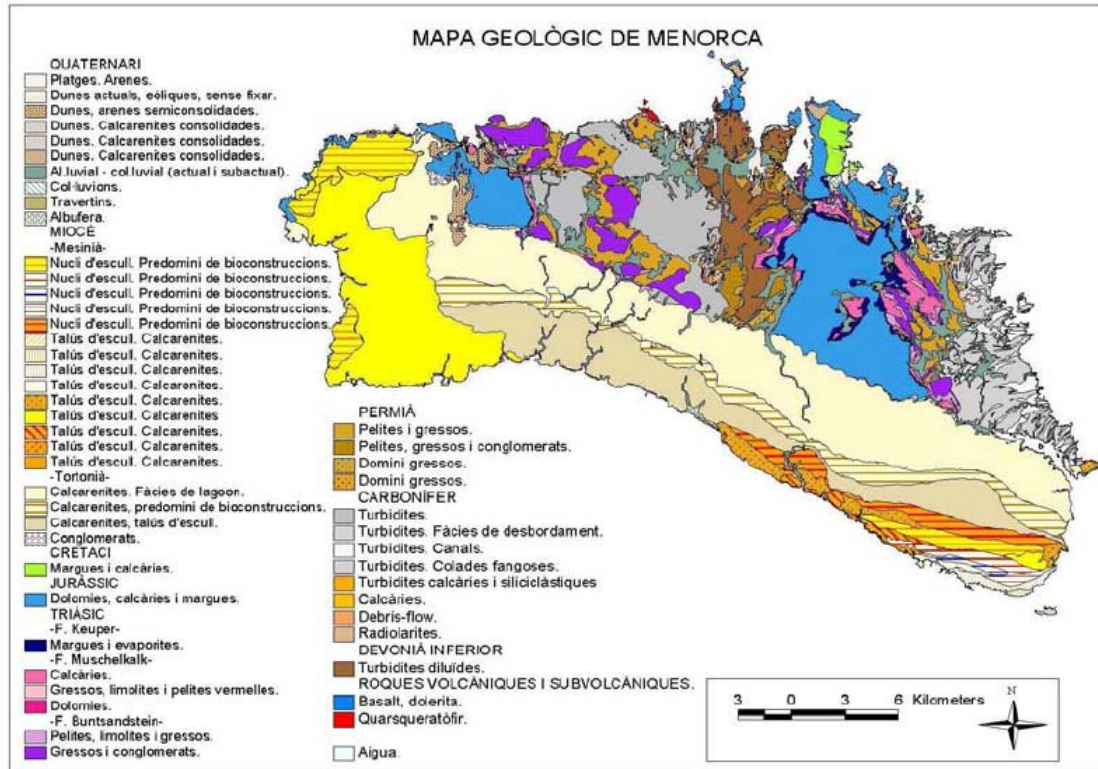 MAPA GEOLÒGIC DE MENORCA
QUATERNARI
Platges. Arenes.
Dunes actuals, eòliques, sense fixar.
Dunes, arenes semiconsolidades.
Dunes. Calcarenites consolidades.
Dunes. Calcarenites consolidades.
Dunes. Calcarenites consolidades.
Al.luvial - col.luvial (actual i subactual).
Col·luvions.
Travertins.
Albufera.
MIOCÈ
-Mesinià-
Nucli d'escull. Predomini de bioconstruccions.
Nucli d'escull. Predomini de bioconstruccions.
Nucli d'escull. Predomini de bioconstruccions.
Nucli d'escull. Predomini de bioconstruccions.
Nucli d'escull. Predomini de bioconstruccions.
Talús d'escull. Calcarenites.
Talús d'escull. Calcarenites.
Talús d'escull. Calcarenites.
Talús d'escull. Calcarenites.
Talús d'escull. Calcarenites.
Talús d'escull. Calcarenites
Talús d'escull. Calcarenites.
Talús d'escull. Calcarenites.
Talús d'escull. Calcarenites.
-Tortonià-
Calcarenites. Fàcies de lagoon.
Calcarenites, predomini de bioconstruccions.
Calcarenites, talús d'escull.
Conglomerats.
CRETACI
Margues i calcàries.
JURÀSSIC
Dolomies, calcàries i margues.
TRIÀSIC
-F. Keuper-
Margues i evaporites.
-F. Muschelkalk-
Calcàries.
Gressos, limolites i pelites vermelles.
Dolomies.
-F. Buntsandstein-
Pelites, limolites i gressos.
Gressos i conglomerats.
PERMIÀ
Pelites i gressos.
Pelites, gressos i conglomerats.
Domini gressos.
Domini gressos.
CARBONÍFER
Turbidites.
Turbidites. Fàcies de desbordament.
Turbidites. Canals.
Turbidites. Colades fangoses.
Turbidites calcàries i siliciclàstiques
Calcàries.
Debris-flow.
Radiolarites.
DEVONIÀ INFERIOR
Turbidites diluïdes.
ROQUES VOLCÀNIQUES I SUBVOLCÀNIQUES.
Basalt, dolerita.
Quarsqueratòfir.
Aigua.
3 0 3 6 Kilometers
N